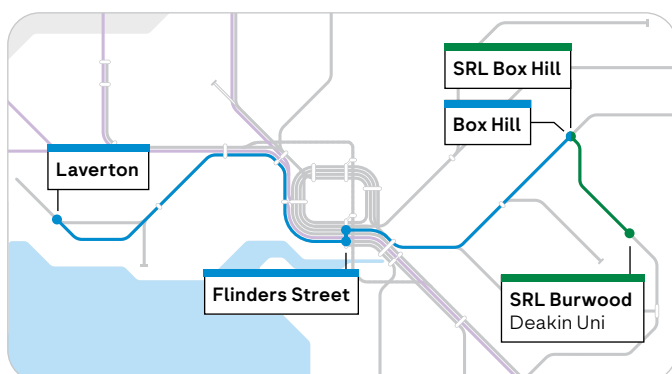 SRL Box Hill
Box Hill
Laverton
Flinders Street
SRL Burwood
Deakin Uni